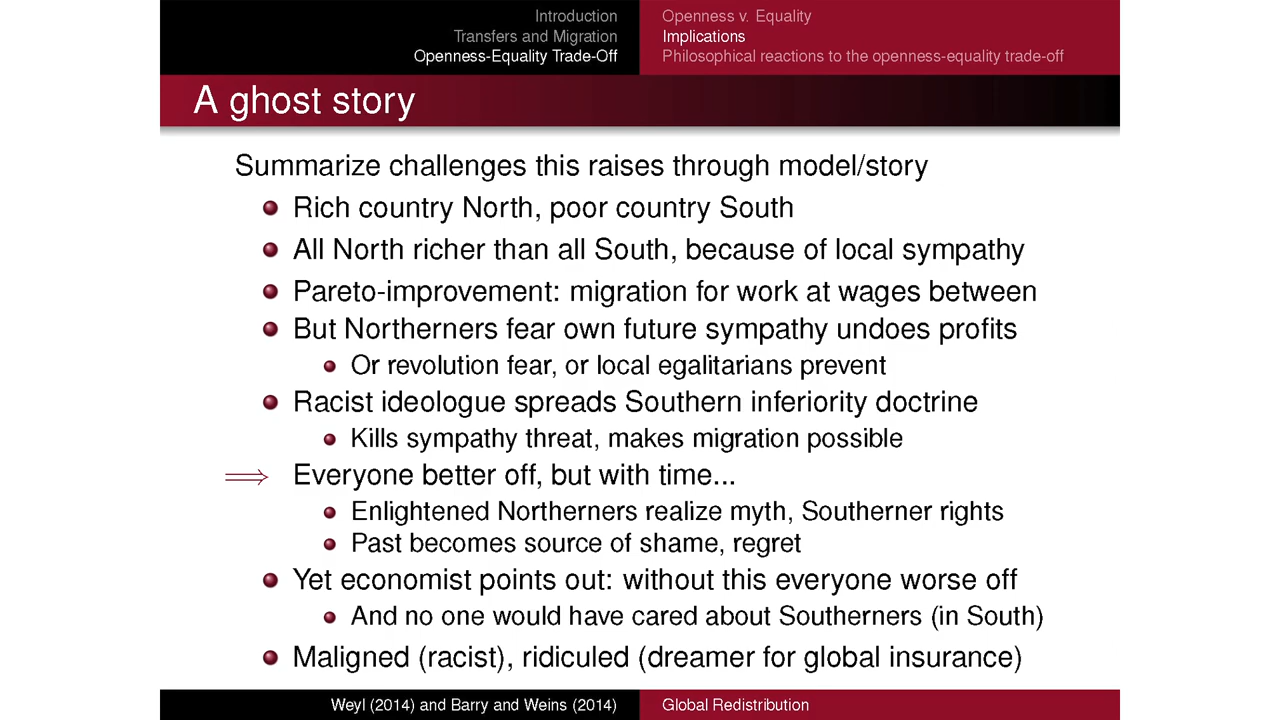 Introduction
Transfers and Migration
Openness-Equality Trade-Off
Openness v. Equality
Implications
Philosophical reactions to the openness-equality trade-off
A ghost story
Summarize challenges this raises through model/story
Rich country North, poor country South
All North richer than all South, because of local sympathy
Pareto-improvement: migration for work at wages between
But Northerners fear own future sympathy undoes profits
Or revolution fear, or local egalitarians prevent
Racist ideologue spreads Southern inferiority doctrine
Kills sympathy threat, makes migration possible
⟹ Everyone better off, but with time...
Enlightened Northerners realize myth, Southerner rights
Past becomes source of shame, regret
Yet economist points out: without this everyone worse off
And no one would have cared about Southerners (in South)
Maligned (racist), ridiculed (dreamer for global insurance)
Weyl (2014) and Barry and Weins (2014)
Global Redistribution